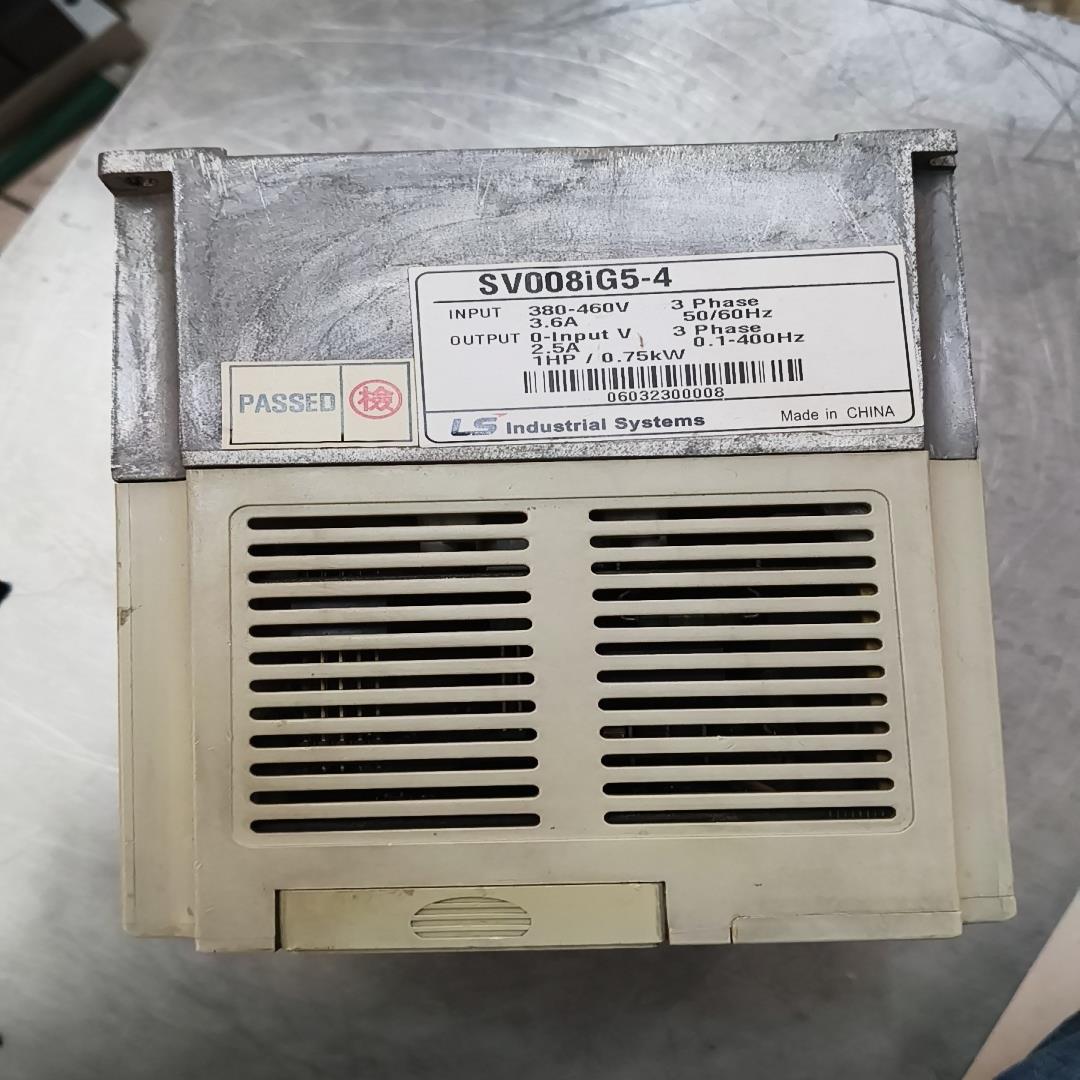 SV008iG5-4
INPUT 380-460V 3 Phase
3.6A 50/60Hz
OUTPUT 0-Input V 3 Phase
2.5A 0.1-400Hz
1HP / 0.75kW
06032300008
LS Industrial Systems Made in CHINA
PASSED 檢